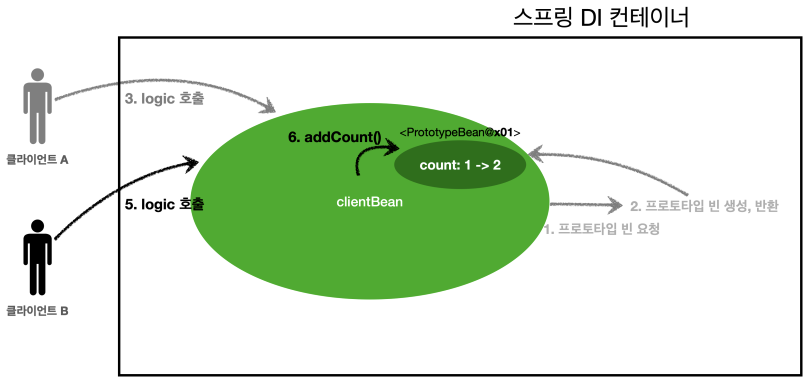 스프링 DI 컨테이너
3. logic 호출
클라이언트 A
6. addCount()
<PrototypeBean@x01>
count: 1 -> 2
clientBean
5. logic 호출
2. 프로토타입 빈 생성, 반환
1. 프로토타입 빈 요청
클라이언트 B